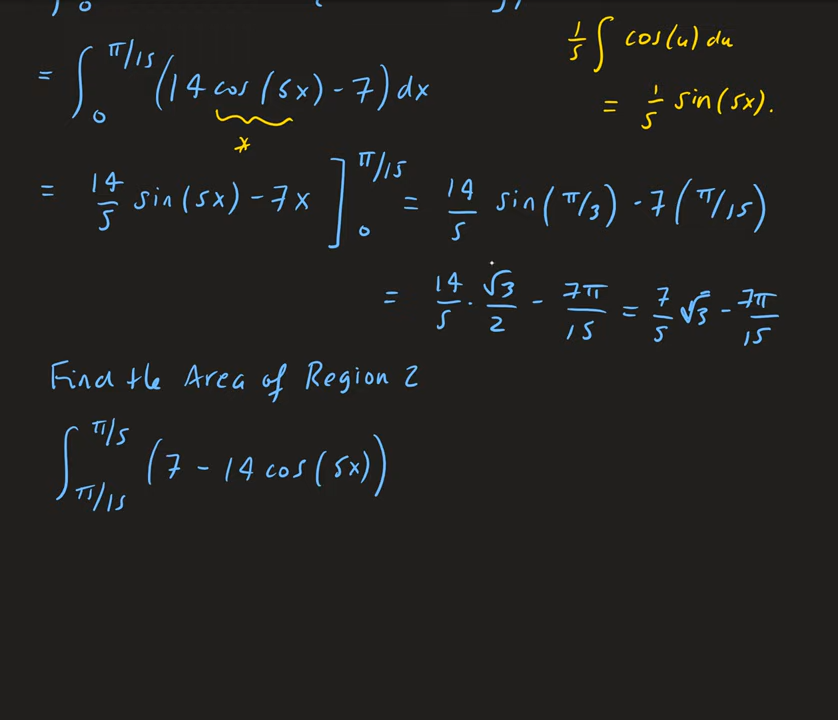 1/5 ∫ cos(u) du
= ∫_0^{π/15} (14 cos(5x) - 7) dx
= 1/5 sin(5x).
*
= 14/5 sin(5x) - 7x ]_0^{π/15} = 14/5 sin(π/3) - 7(π/15)
= 14/5 · √3/2 - 7π/15 = 7/5 √3 - 7π/15
Find the Area of Region 2
∫_{π/15}^{π/5} (7 - 14 cos(5x))